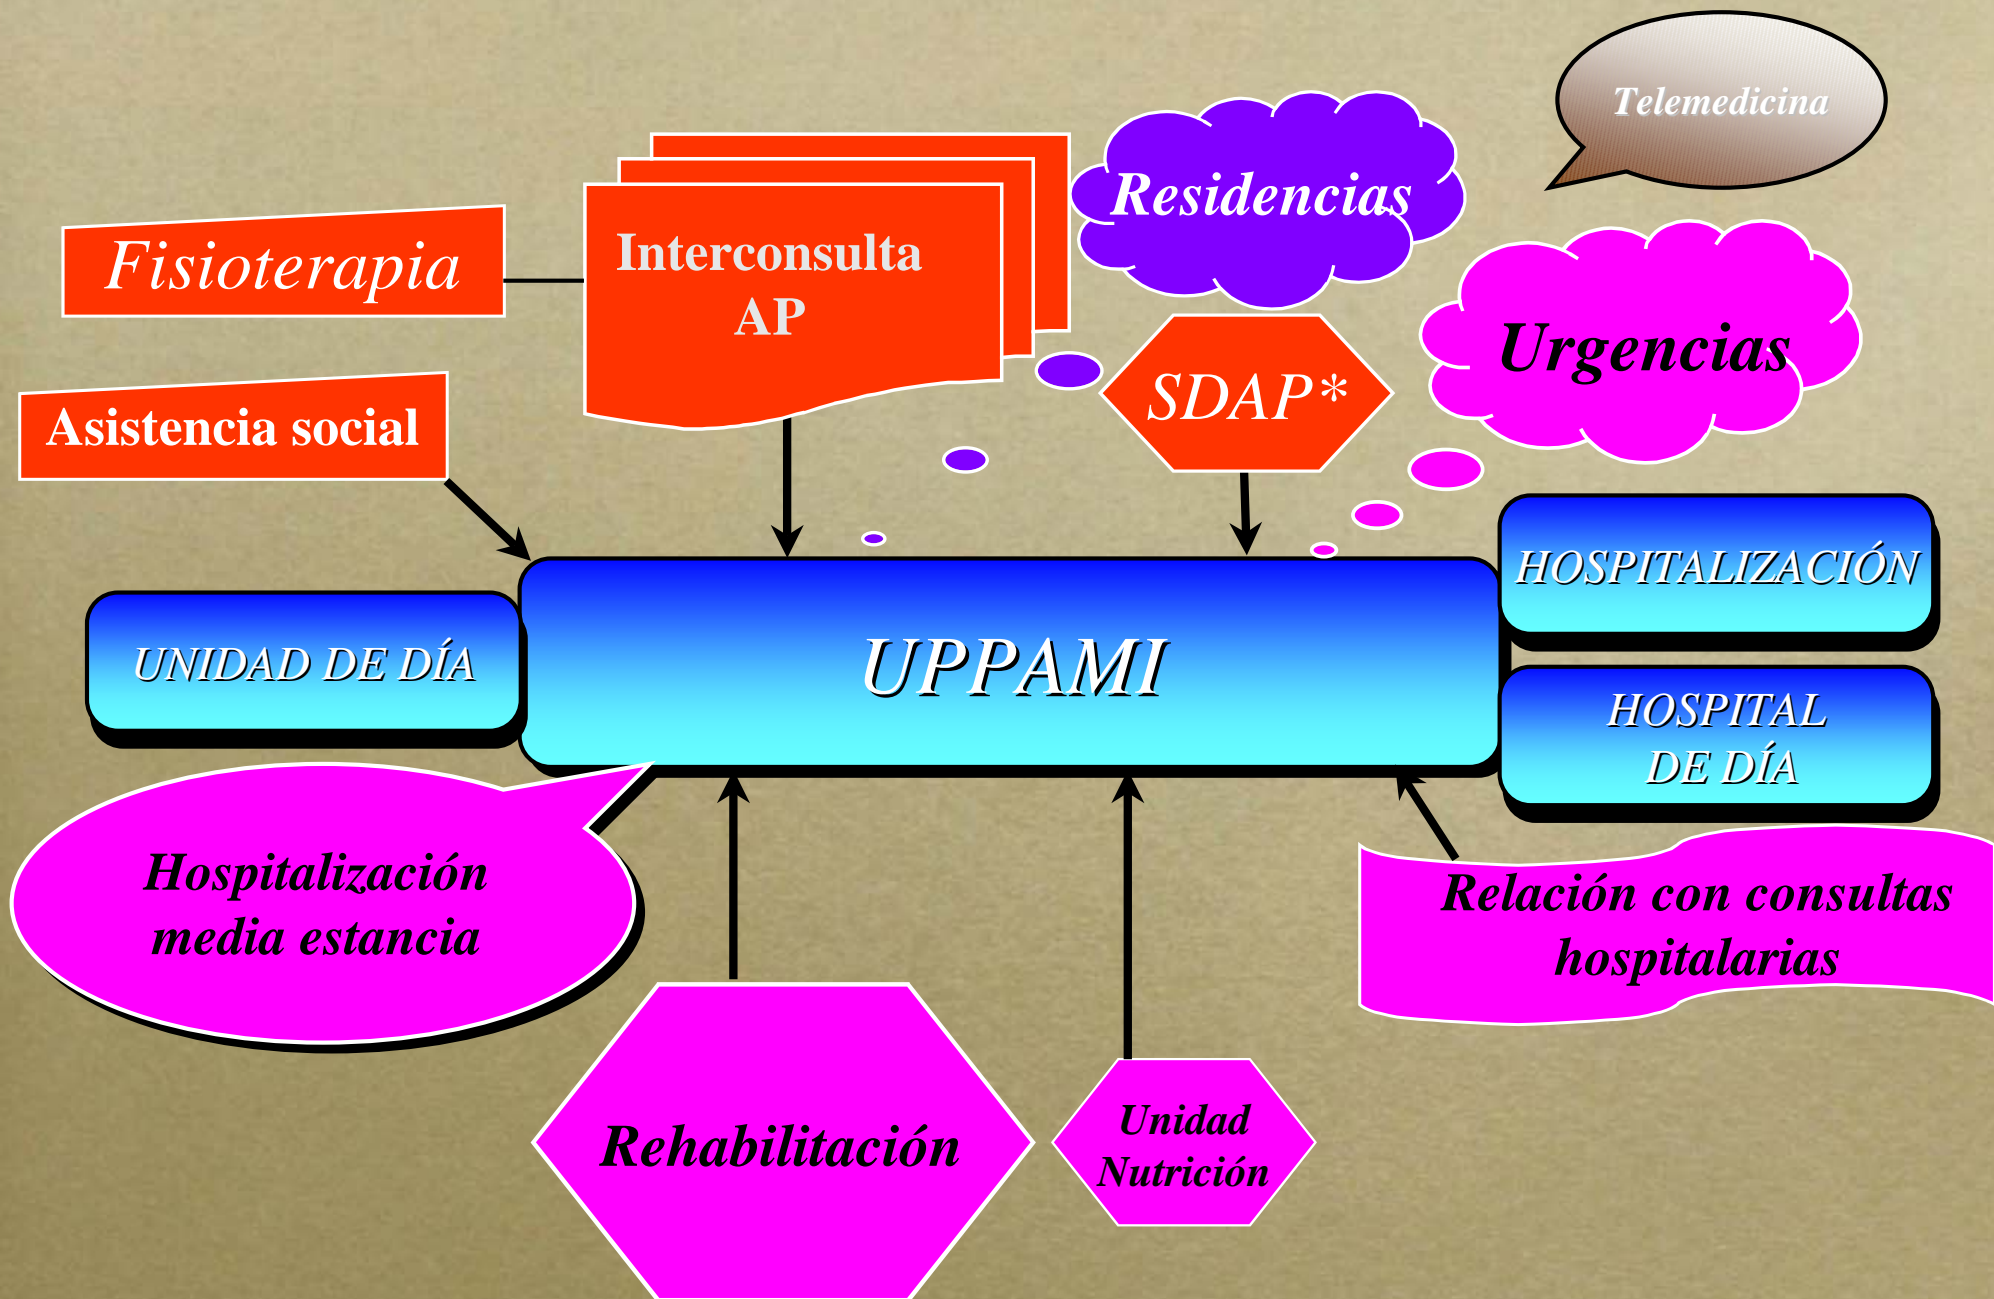 Telemedicina
Residencias
Fisioterapia
Interconsulta
AP
Urgencias
SDAP*
Asistencia social
HOSPITALIZACIÓN
UNIDAD DE DÍA
UPPAMI
HOSPITAL
DE DÍA
Hospitalización
media estancia
Relación con consultas
hospitalarias
Rehabilitación
Unidad
Nutrición